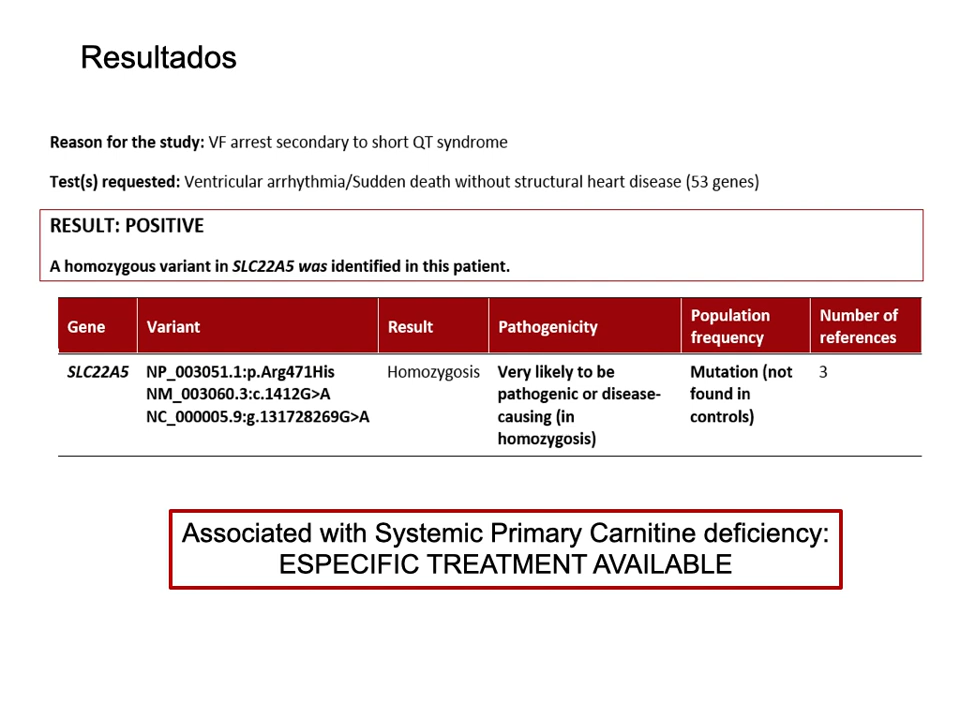 Resultados
Reason for the study: VF arrest secondary to short QT syndrome
Test(s) requested: Ventricular arrhythmia/Sudden death without structural heart disease (53 genes)
RESULT: POSITIVE
A homozygous variant in SLC22A5 was identified in this patient.
Gene
Variant
Result
Pathogenicity
Population
frequency
Number of
references
SLC22A5
NP_003051.1:p.Arg471His
NM_003060.3:c.1412G>A
NC_000005.9:g.131728269G>A
Homozygosis
Very likely to be
pathogenic or disease-
causing (in
homozygosis)
Mutation (not
found in
controls)
3
Associated with Systemic Primary Carnitine deficiency:
ESPECIFIC TREATMENT AVAILABLE